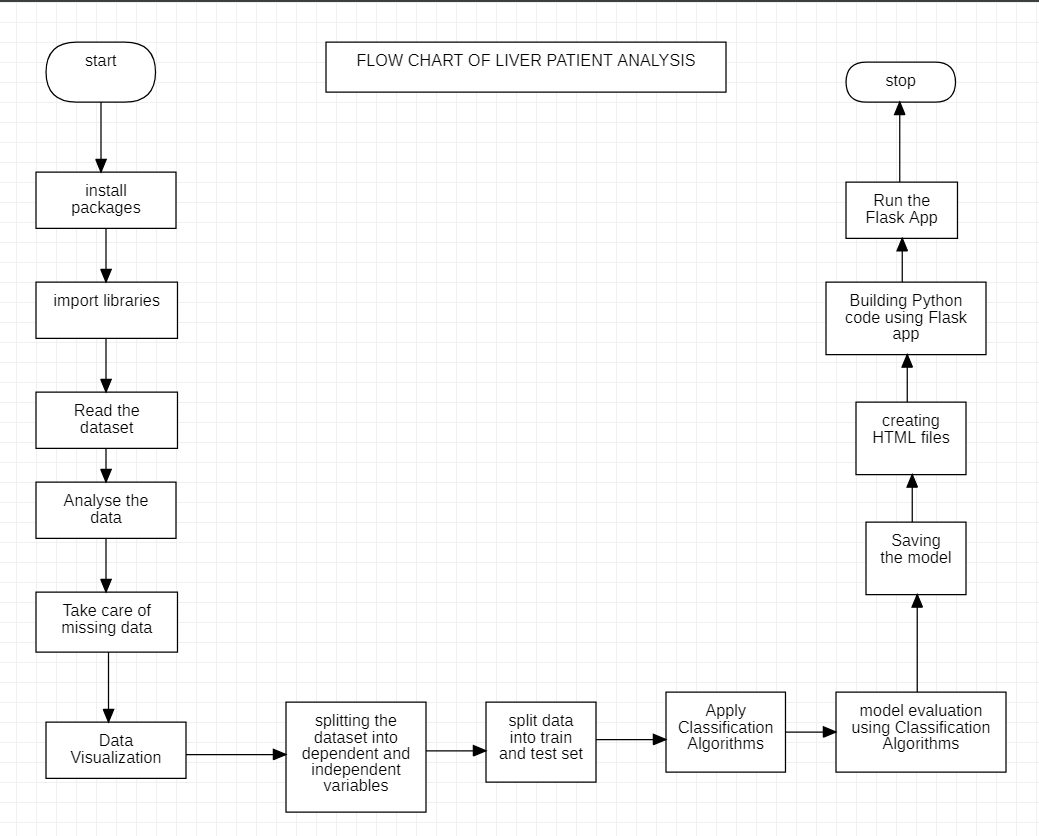 FLOW CHART OF LIVER PATIENT ANALYSIS
start
install
packages
import libraries
Read the
dataset
Analyse the
data
Take care of
missing data
Data
Visualization
splitting the
dataset into
dependent and
independent
variables
split data
into train
and test set
Apply
Classification
Algorithms
model evaluation
using Classification
Algorithms
Saving
the model
creating
HTML files
Building Python
code using Flask
app
Run the
Flask App
stop